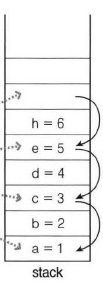 h = 6
e = 5
d = 4
c = 3
b = 2
a = 1
stack